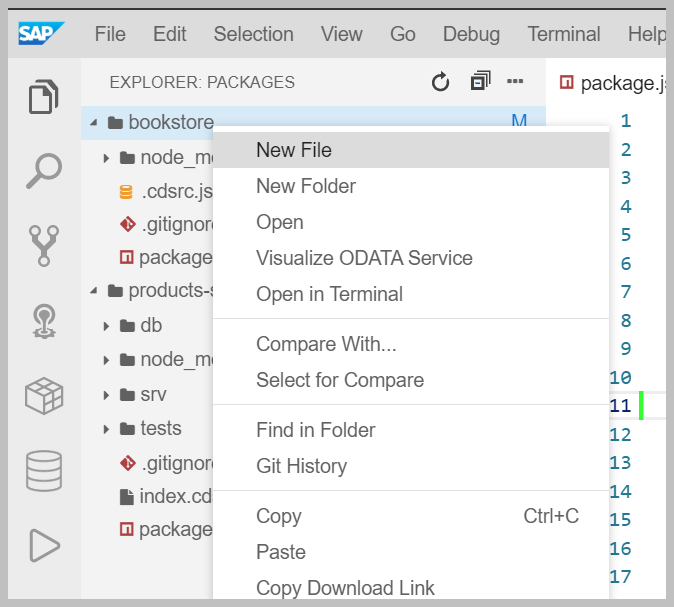 SAP File Edit Selection View Go Debug Terminal Help
EXPLORER: PACKAGES
package.js
bookstore M
node_m
.cdsrc.js
.gitignor
package
products-s
db
node_m
srv
tests
.gitignor
index.cd
package
New File
New Folder
Open
Visualize ODATA Service
Open in Terminal
Compare With...
Select for Compare
Find in Folder
Git History
Copy Ctrl+C
Paste
Copy Download Link
1
2
3
4
5
6
7
8
9
10
11
12
13
14
15
16
17